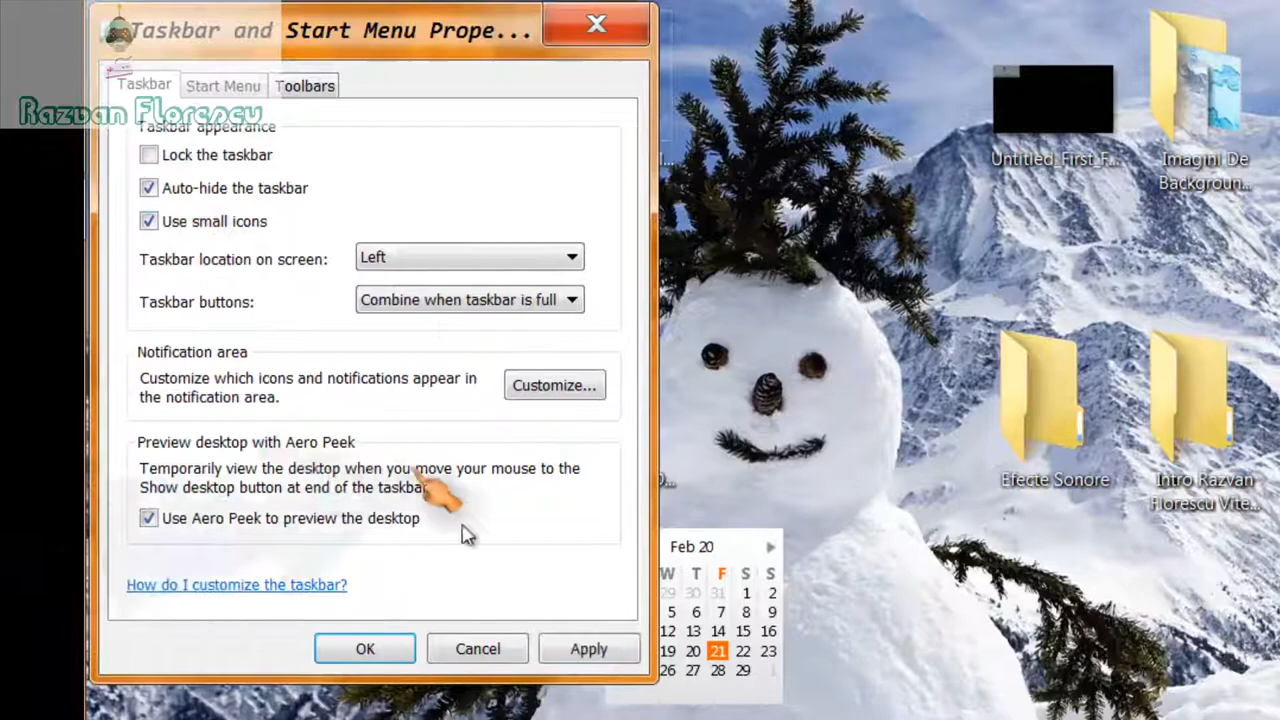 Taskbar and Start Menu Prope...
Taskbar
Start Menu
Toolbars
Razvan Florescu
Taskbar appearance
Lock the taskbar
Auto-hide the taskbar
Use small icons
Taskbar location on screen:
Left
Taskbar buttons:
Combine when taskbar is full
Notification area
Customize which icons and notifications appear in
the notification area.
Customize...
Preview desktop with Aero Peek
Temporarily view the desktop when you move your mouse to the
Show desktop button at end of the taskbar
Use Aero Peek to preview the desktop
How do I customize the taskbar?
OK
Cancel
Apply
Untitled_First_F...
Imagini De
Backgroun...
Efecte Sonore
Intro Razvan
Florescu Vite...
Feb 20
W T F S S
29 30 31 1 2
5 6 7 8 9
12 13 14 15 16
19 20 21 22 23
26 27 28 29